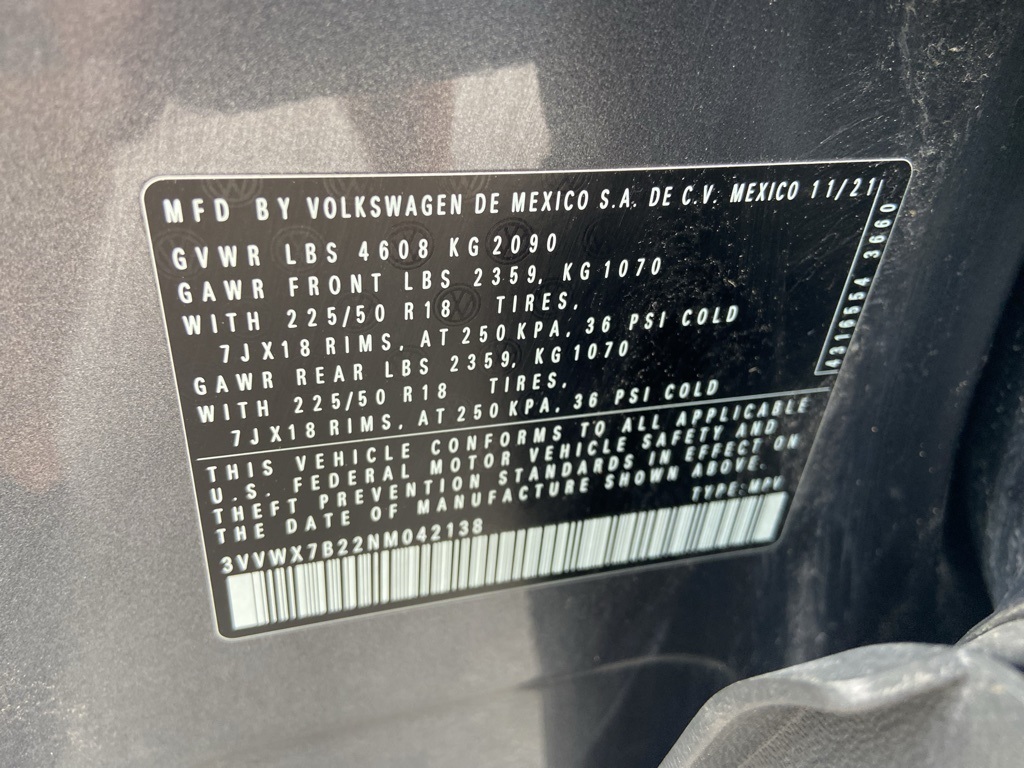 MFD BY VOLKSWAGEN DE MEXICO S.A. DE C.V. MEXICO 11/21
GVWR LBS 4608 KG 2090
GAWR FRONT LBS 2359, KG 1070
WITH 225/50 R18 TIRES,
7JX18 RIMS, AT 250 KPA, 36 PSI COLD
GAWR REAR LBS 2359, KG 1070
WITH 225/50 R18 TIRES,
7JX18 RIMS, AT 250 KPA, 36 PSI COLD
THIS VEHICLE CONFORMS TO ALL APPLICABLE
U.S. FEDERAL MOTOR VEHICLE SAFETY AND
THEFT PREVENTION STANDARDS IN EFFECT ON
THE DATE OF MANUFACTURE SHOWN ABOVE.
TYPE: MPV
3VVWX7B22NM042138
3660